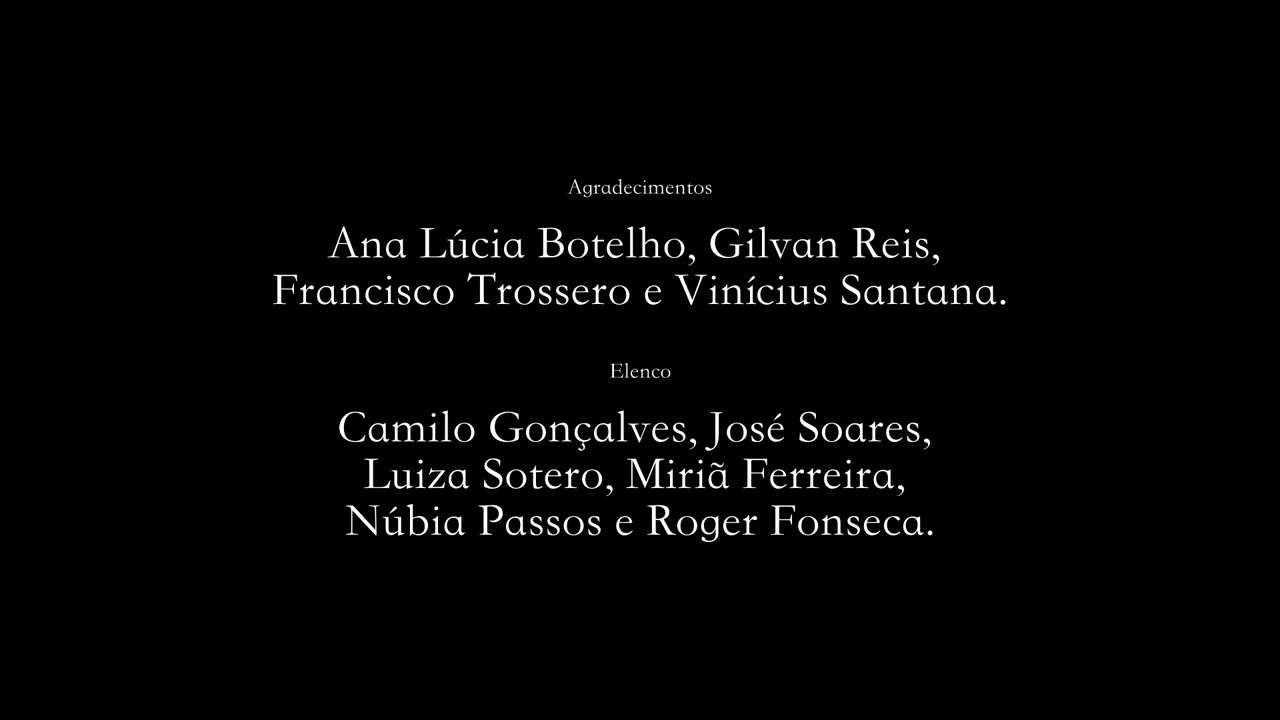 Agradecimentos
Ana Lúcia Botelho, Gilvan Reis,
Francisco Trossero e Vinícius Santana.
Elenco
Camilo Gonçalves, José Soares,
Luiza Sotero, Miriã Ferreira,
Núbia Passos e Roger Fonseca.